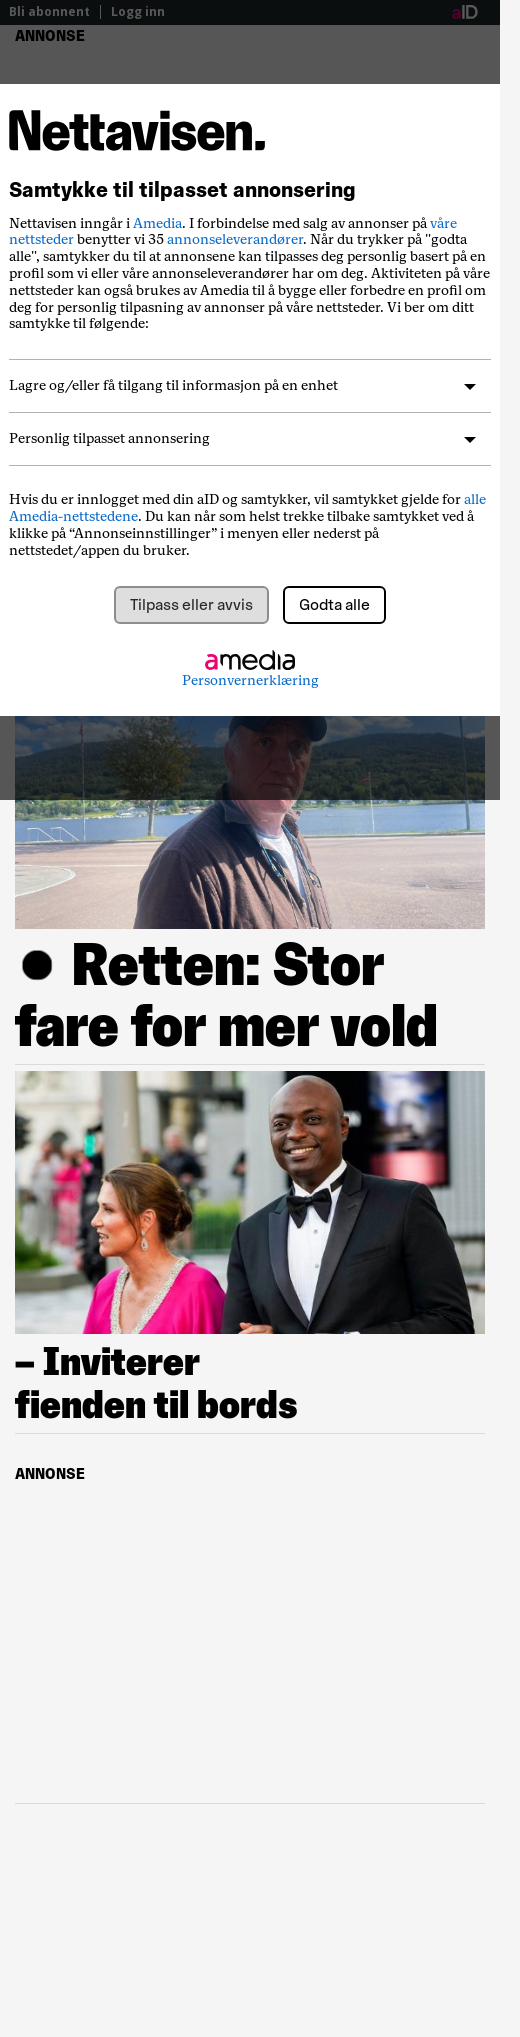 Bli abonnent | Logg inn aID
ANNONSE
Nettavisen.
Samtykke til tilpasset annonsering
Nettavisen inngår i Amedia. I forbindelse med salg av annonser på våre
nettsteder benytter vi 35 annonseleverandører. Når du trykker på "godta
alle", samtykker du til at annonsene kan tilpasses deg personlig basert på en
profil som vi eller våre annonseleverandører har om deg. Aktiviteten på våre
nettsteder kan også brukes av Amedia til å bygge eller forbedre en profil om
deg for personlig tilpasning av annonser på våre nettsteder. Vi ber om ditt
samtykke til følgende:
Lagre og/eller få tilgang til informasjon på en enhet
Personlig tilpasset annonsering
Hvis du er innlogget med din aID og samtykker, vil samtykket gjelde for alle
Amedia-nettstedene. Du kan når som helst trekke tilbake samtykket ved å
klikke på “Annonseinnstillinger” i menyen eller nederst på
nettstedet/appen du bruker.
Tilpass eller avvis Godta alle
amedia
Personvernerklæring
Retten: Stor
fare for mer vold
– Inviterer
fienden til bords
ANNONSE